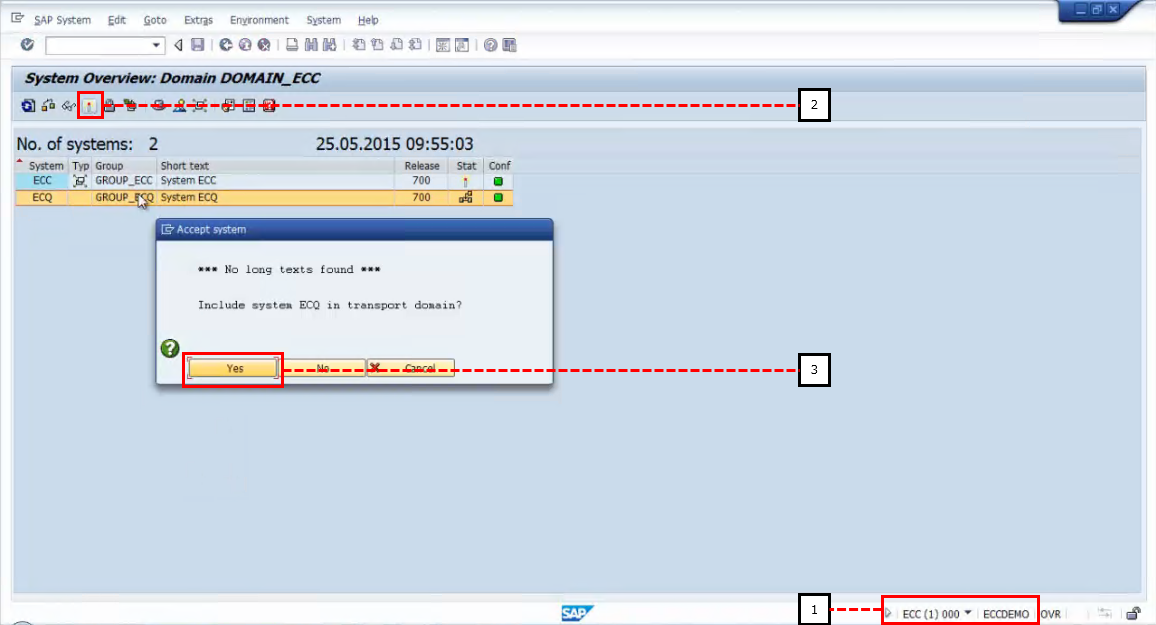 SAP System Edit Goto Extras Environment System Help
System Overview: Domain DOMAIN_ECC
2
No. of systems: 2 25.05.2015 09:55:03
System Typ Group Short text Release Stat Conf
ECC GROUP_ECC System ECC 700
ECQ GROUP_ECQ System ECQ 700
Accept system
*** No long texts found ***
Include system ECQ in transport domain?
Yes No Cancel
3
SAP
1
ECC (1) 000 ECCDEMO OVR